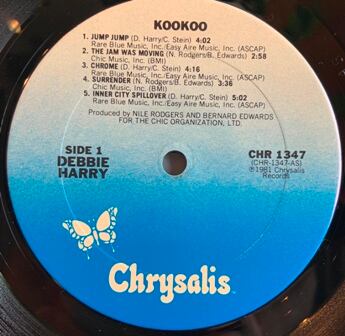 KOOKOO
1. JUMP JUMP (D. Harry/C. Stein) 4:02
Rare Blue Music, Inc./Easy Aire Music, Inc. (ASCAP)
2. THE JAM WAS MOVING (N. Rodgers/B. Edwards) 2:58
Chic Music, Inc. (BMI)
3. CHROME (D. Harry/C. Stein) 4:16
Rare Blue Music, Inc./Easy Aire Music, Inc. (ASCAP)
4. SURRENDER (N. Rodgers/B. Edwards) 3:36
Chic Music, Inc. (BMI)
5. INNER CITY SPILLOVER (D. Harry/C. Stein) 5:02
Rare Blue Music, Inc./Easy Aire Music, Inc. (ASCAP)
Produced by NILE RODGERS AND BERNARD EDWARDS
FOR THE CHIC ORGANIZATION, LTD.
SIDE 1
DEBBIE
HARRY
CHR 1347
(CHR-1347-AS)
℗1981 Chrysalis
Records
Chrysalis